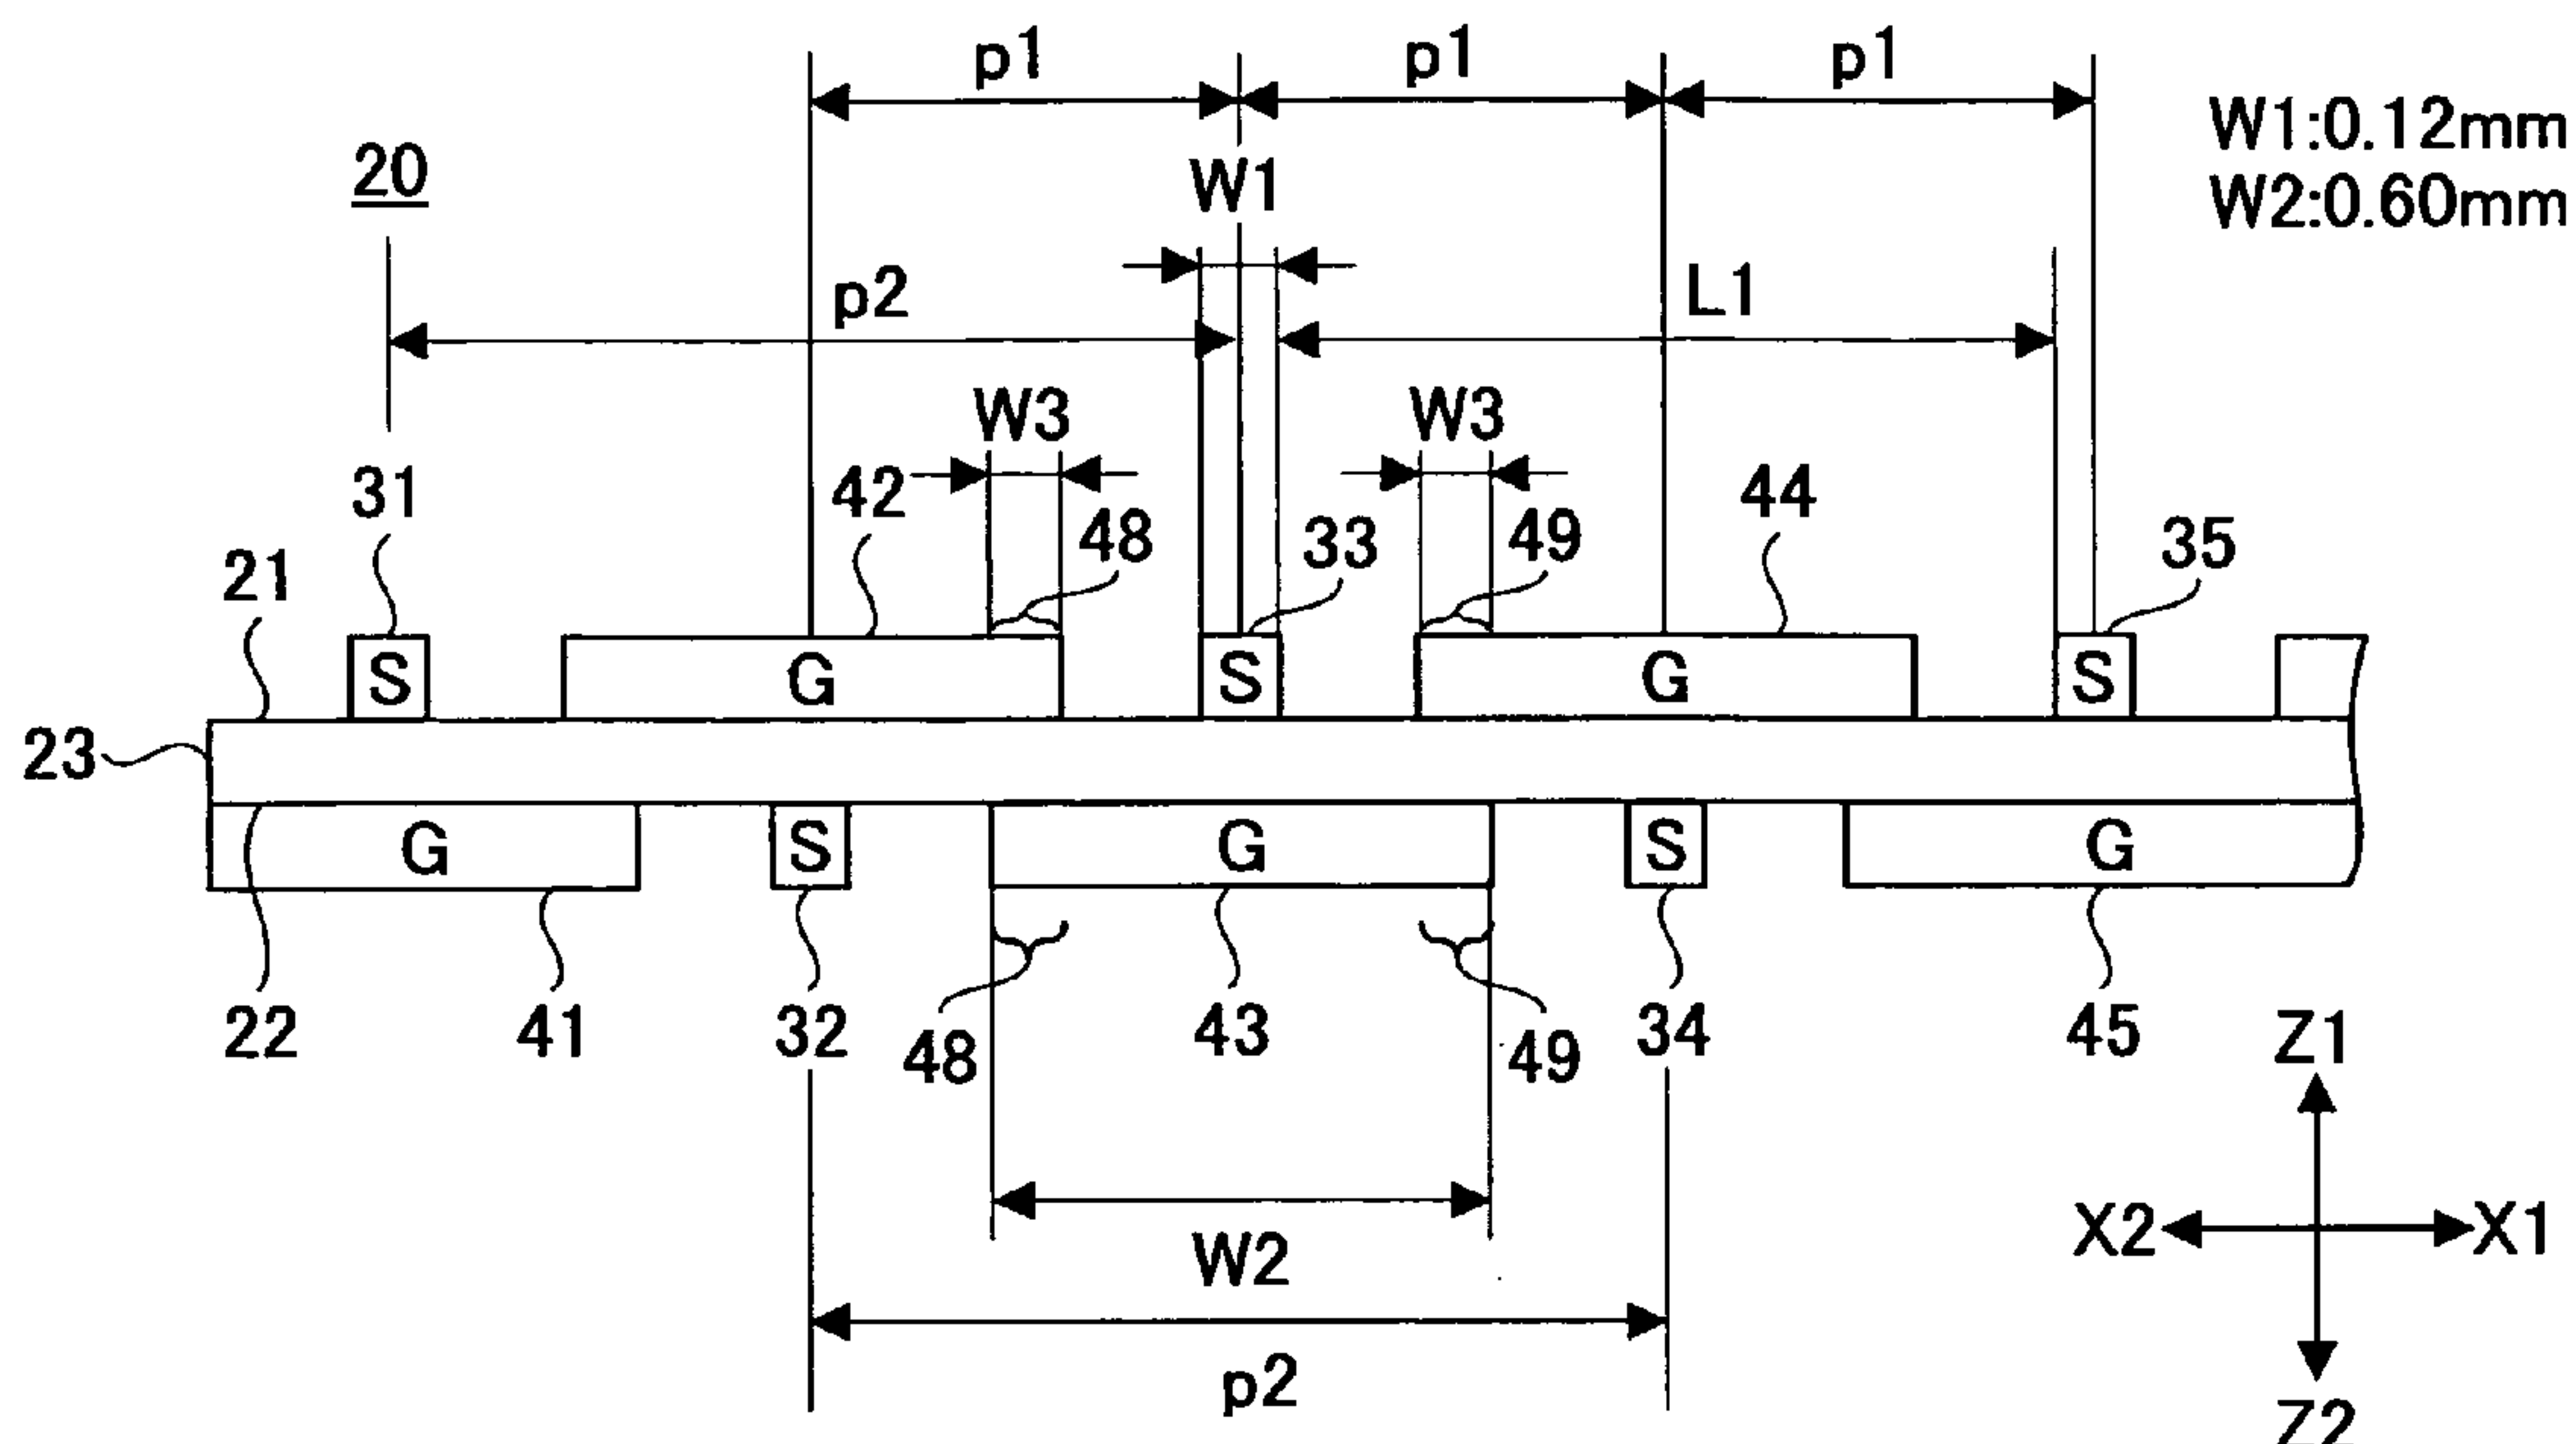 p1 p1 p1
W1:0.12mm
W2:0.60mm
20
W1
p2 L1
W3 W3
31 42 48 33 49 44 35
21
S G S G S
23
G S G S G
22 41 32 48 43 49 34 45
Z1
X2 X1
W2
p2
Z2